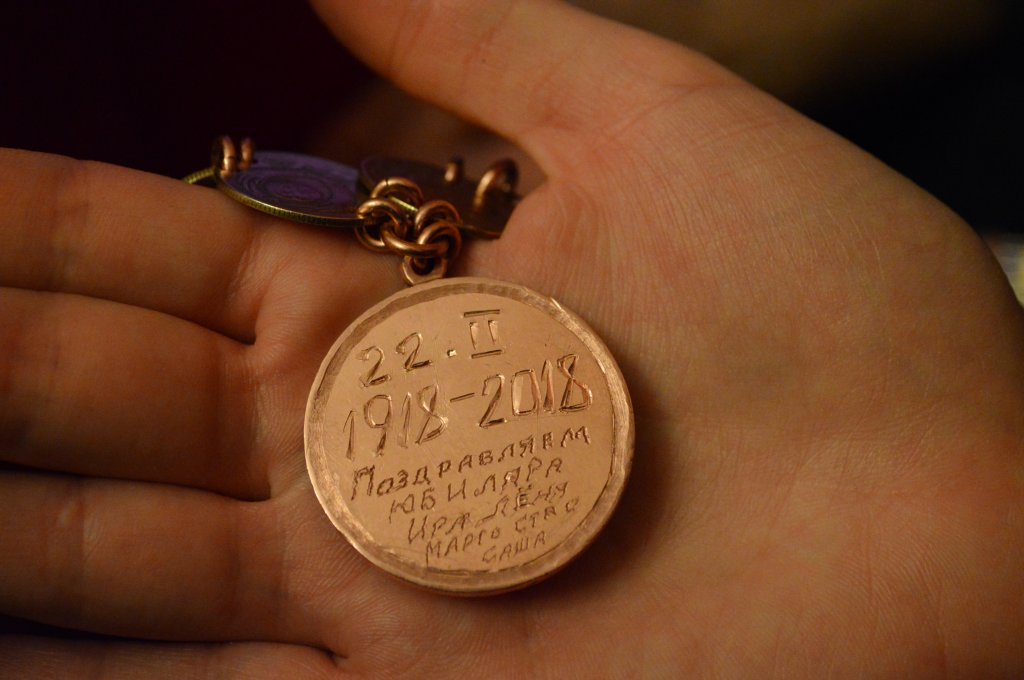 22.II
1918-2018
ПОЗДРАВЛЯЕМ
ЮБИЛЯРА
ИРА ЛЁНЯ
МАРГО СТАС
САША